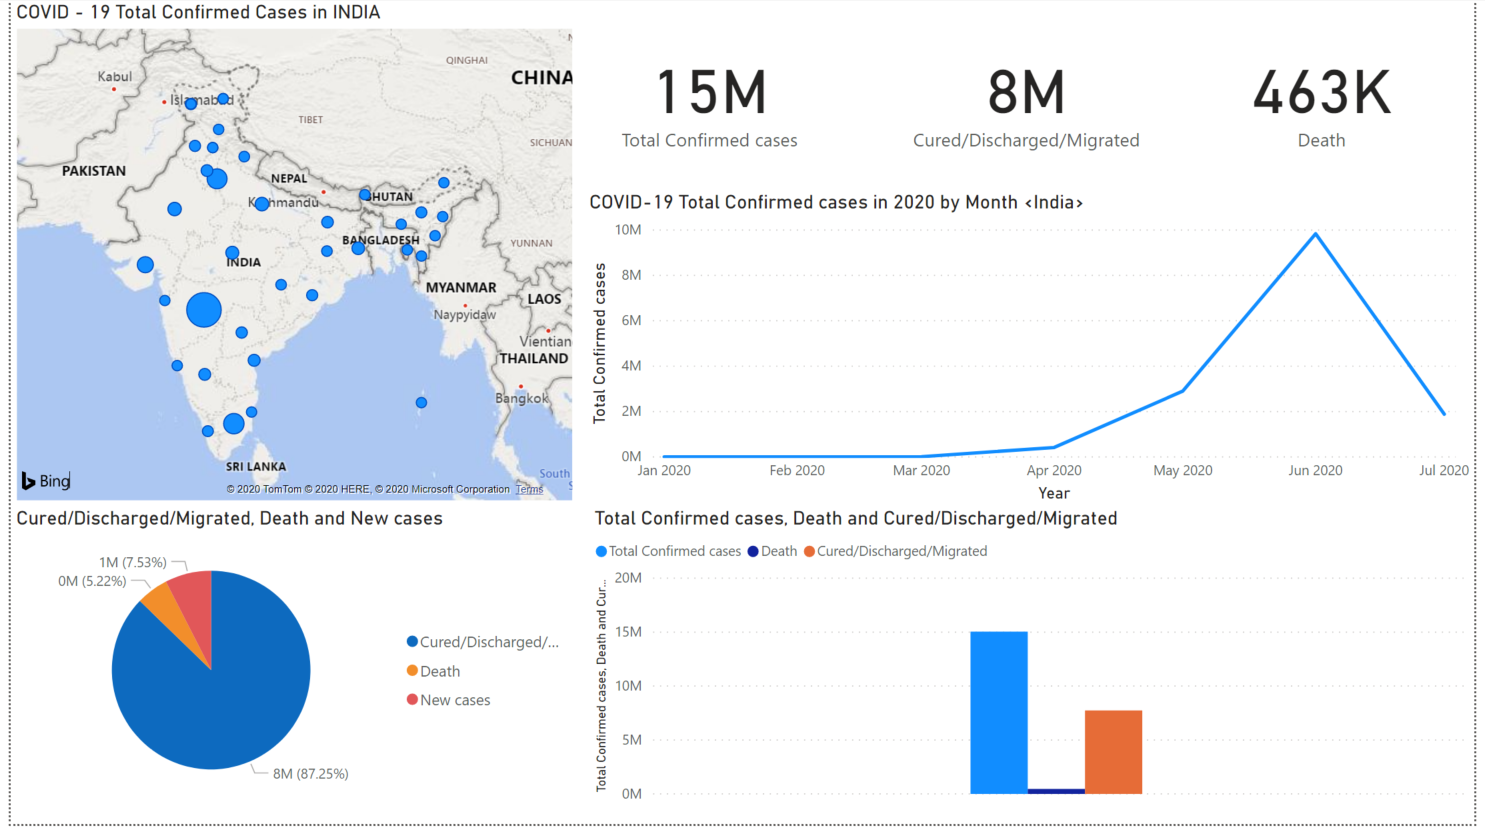 COVID - 19 Total Confirmed Cases in INDIA
QINGHAI
Kabul
CHINA
Islamabad
TIBET
SICHUAN
PAKISTAN
NEPAL
Kathmandu
BHUTAN
BANGLADESH
YUNNAN
INDIA
MYANMAR
LAOS
Naypyidaw
Vientian
THAILAND
Bangkok
SRI LANKA
South
Bing
© 2020 TomTom © 2020 HERE, © 2020 Microsoft Corporation Terms
15M
Total Confirmed cases
8M
Cured/Discharged/Migrated
463K
Death
COVID-19 Total Confirmed cases in 2020 by Month <India>
Total Confirmed cases
10M
8M
6M
4M
2M
0M
Jan 2020 Feb 2020 Mar 2020 Apr 2020 May 2020 Jun 2020 Jul 2020
Year
Cured/Discharged/Migrated, Death and New cases
1M (7.53%)
0M (5.22%)
8M (87.25%)
Cured/Discharged/...
Death
New cases
Total Confirmed cases, Death and Cured/Discharged/Migrated
Total Confirmed cases Death Cured/Discharged/Migrated
Total Confirmed cases, Death and Cur...
20M
15M
10M
5M
0M